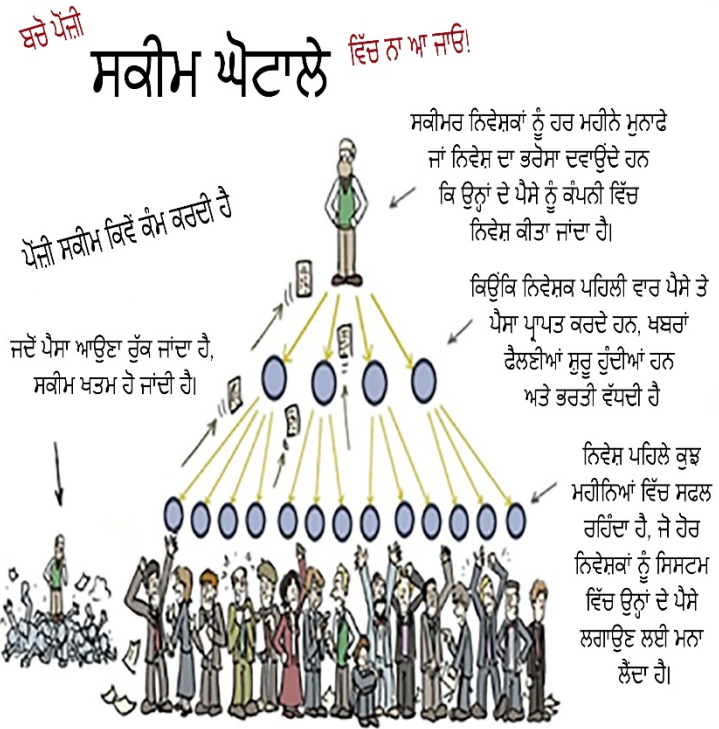 ਬਚੋ ਪੋਂਜ਼ੀ
ਸਕੀਮ ਘੋਟਾਲੇ
ਵਿੱਚ ਨਾ ਆ ਜਾਓ!
ਸਕੀਮਰ ਨਿਵੇਸ਼ਕਾਂ ਨੂੰ ਹਰ ਮਹੀਨੇ ਮੁਨਾਫੇ
ਜਾਂ ਨਿਵੇਸ਼ ਦਾ ਭਰੋਸਾ ਦਵਾਉਂਦੇ ਹਨ
ਕਿ ਉਨ੍ਹਾਂ ਦੇ ਪੈਸੇ ਨੂੰ ਕੰਪਨੀ ਵਿੱਚ
ਨਿਵੇਸ਼ ਕੀਤਾ ਜਾਂਦਾ ਹੈ।
ਪੋਂਜ਼ੀ ਸਕੀਮ ਕਿਵੇਂ ਕੰਮ ਕਰਦੀ ਹੈ
ਕਿਉਂਕਿ ਨਿਵੇਸ਼ਕ ਪਹਿਲੀ ਵਾਰ ਪੈਸੇ ਤੇ
ਪੈਸਾ ਪ੍ਰਾਪਤ ਕਰਦੇ ਹਨ, ਖਬਰਾਂ
ਫੈਲਣੀਆਂ ਸ਼ੁਰੂ ਹੁੰਦੀਆਂ ਹਨ
ਅਤੇ ਭਰਤੀ ਵੱਧਦੀ ਹੈ
ਜਦੋਂ ਪੈਸਾ ਆਉਣਾ ਰੁੱਕ ਜਾਂਦਾ ਹੈ,
ਸਕੀਮ ਖਤਮ ਹੋ ਜਾਂਦੀ ਹੈ।
ਨਿਵੇਸ਼ ਪਹਿਲੇ ਕੁਝ
ਮਹੀਨਿਆਂ ਵਿੱਚ ਸਫਲ
ਰਹਿੰਦਾ ਹੈ, ਜੋ ਹੋਰ
ਨਿਵੇਸ਼ਕਾਂ ਨੂੰ ਸਿਸਟਮ
ਵਿੱਚ ਉਨ੍ਹਾਂ ਦੇ ਪੈਸੇ
ਲਗਾਉਣ ਲਈ ਮਨਾ
ਲੈਂਦਾ ਹੈ।